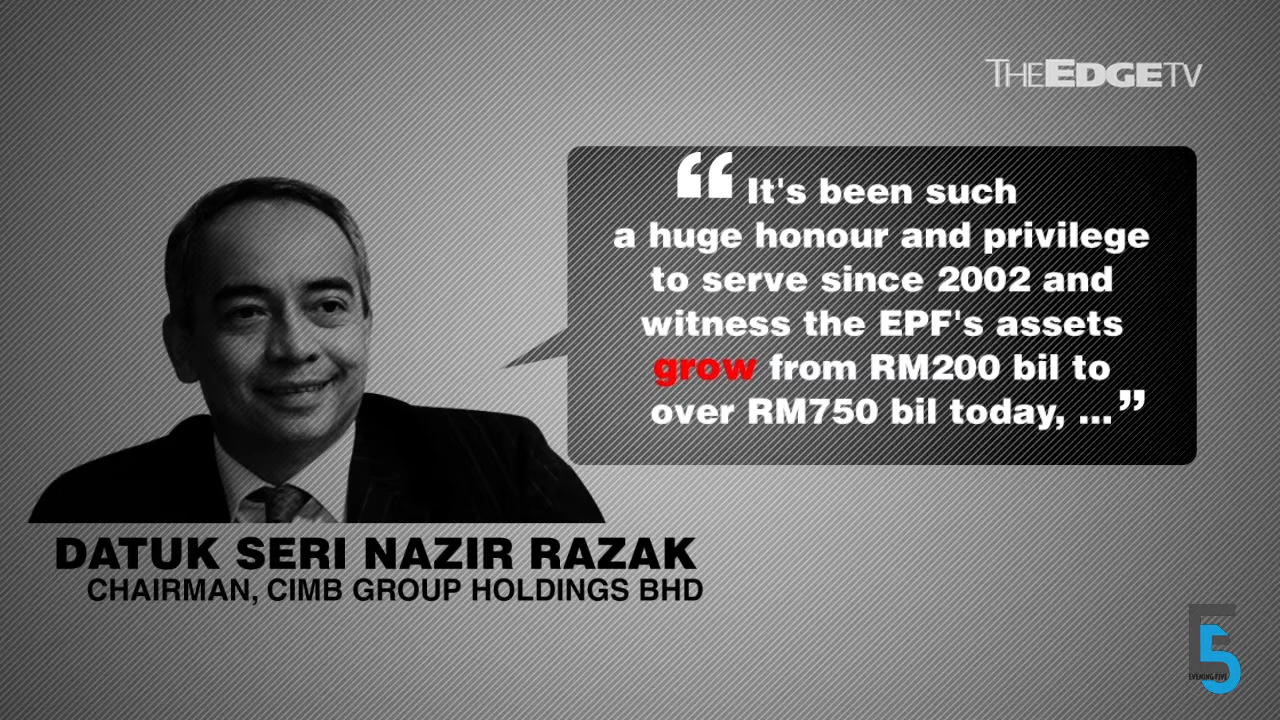 THEEDGETV
“It's been such
a huge honour and privilege
to serve since 2002 and
witness the EPF's assets
grow from RM200 bil to
over RM750 bil today, ...”
DATUK SERI NAZIR RAZAK
CHAIRMAN, CIMB GROUP HOLDINGS BHD
5
EVENING FIVE